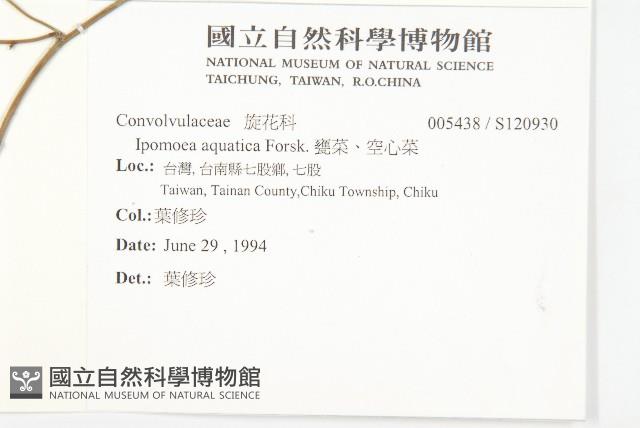 國立自然科學博物館
NATIONAL MUSEUM OF NATURAL SCIENCE
TAICHUNG, TAIWAN, R.O.CHINA
Convolvulaceae 旋花科 005438 / S120930
Ipomoea aquatica Forsk. 甕菜、空心菜
Loc.: 台灣, 台南縣七股鄉, 七股
Taiwan, Tainan County,Chiku Township, Chiku
Col.: 葉修珍
Date: June 29 , 1994
Det.: 葉修珍
國立自然科學博物館
NATIONAL MUSEUM OF NATURAL SCIENCE